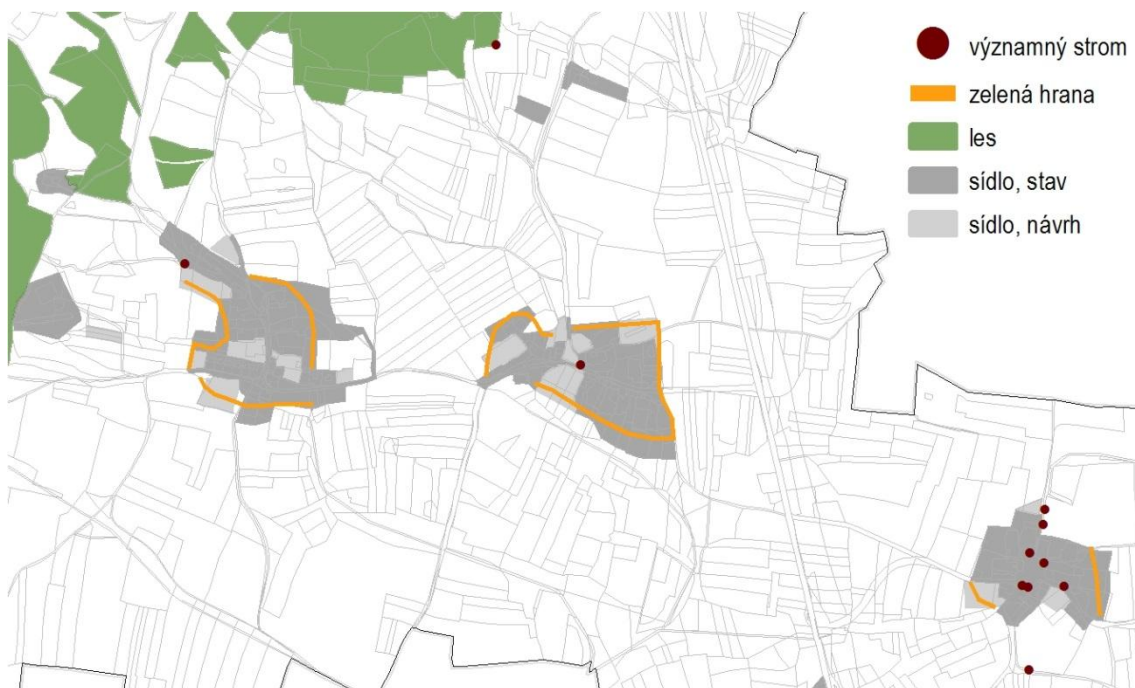 významný strom
zelená hrana
les
sídlo, stav
sídlo, návrh